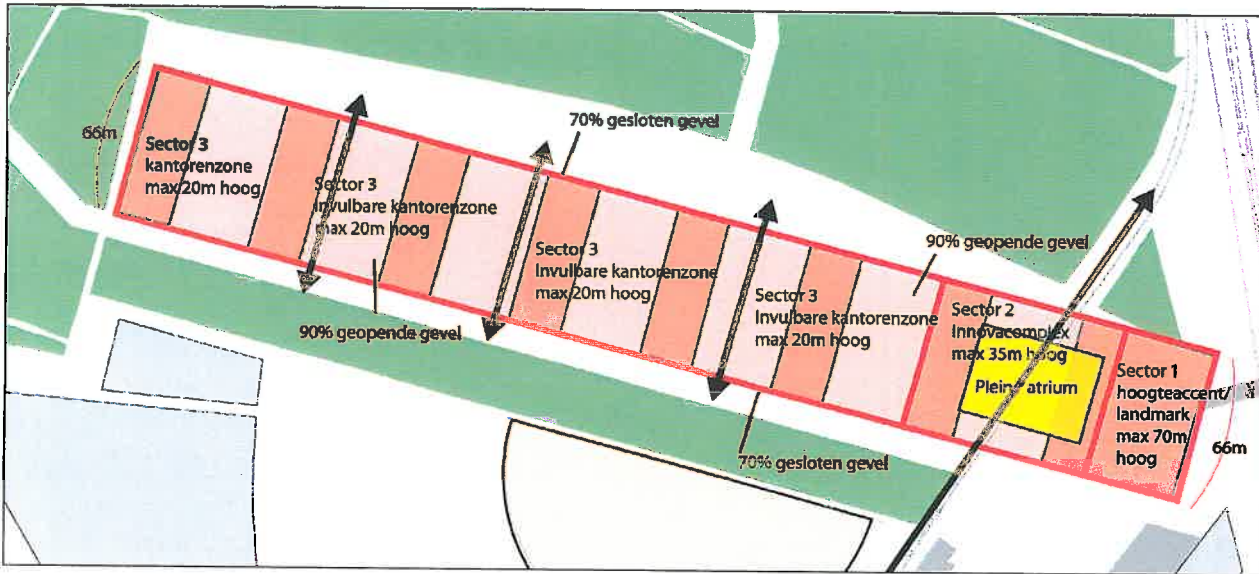 66m
Sector 3
kantorenzone
max 20m hoog
Sector 3
Invulbare kantorenzone
max 20m hoog
90% geopende gevel
70% gesloten gevel
Sector 3
Invulbare kantorenzone
max 20m hoog
Sector 3
Invulbare kantorenzone
max 20m hoog
70% gesloten gevel
90% geopende gevel
Sector 2
Innovacomplex
max 35m hoog
Plein atrium
Sector 1
hoogteaccent/
landmark
max 70m
hoog
66m